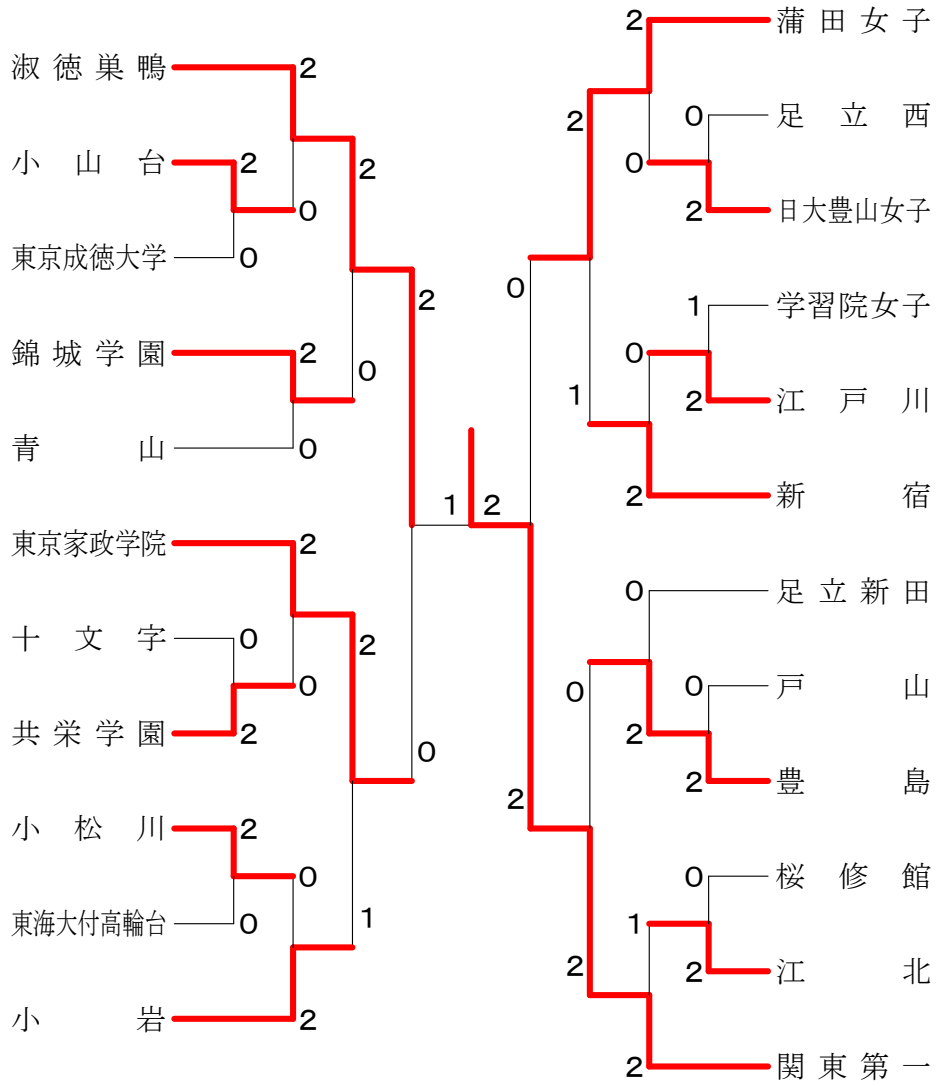 淑徳巣鴨
2
小山台
2
2
0
東京成徳大学
0
錦城学園
2
2
0
青山
0
東京家政学院
2
十文字
0
2
0
共栄学園
2
0
小松川
2
0
東海大付高輪台
0
1
小岩
2
1
2
蒲田女子
2
足立西
0
2
0
日大豊山女子
2
0
学習院女子
1
0
江戸川
2
1
新宿
2
足立新田
0
戸山
0
0
2
豊島
2
2
桜修館
0
1
江北
2
2
関東第一
2